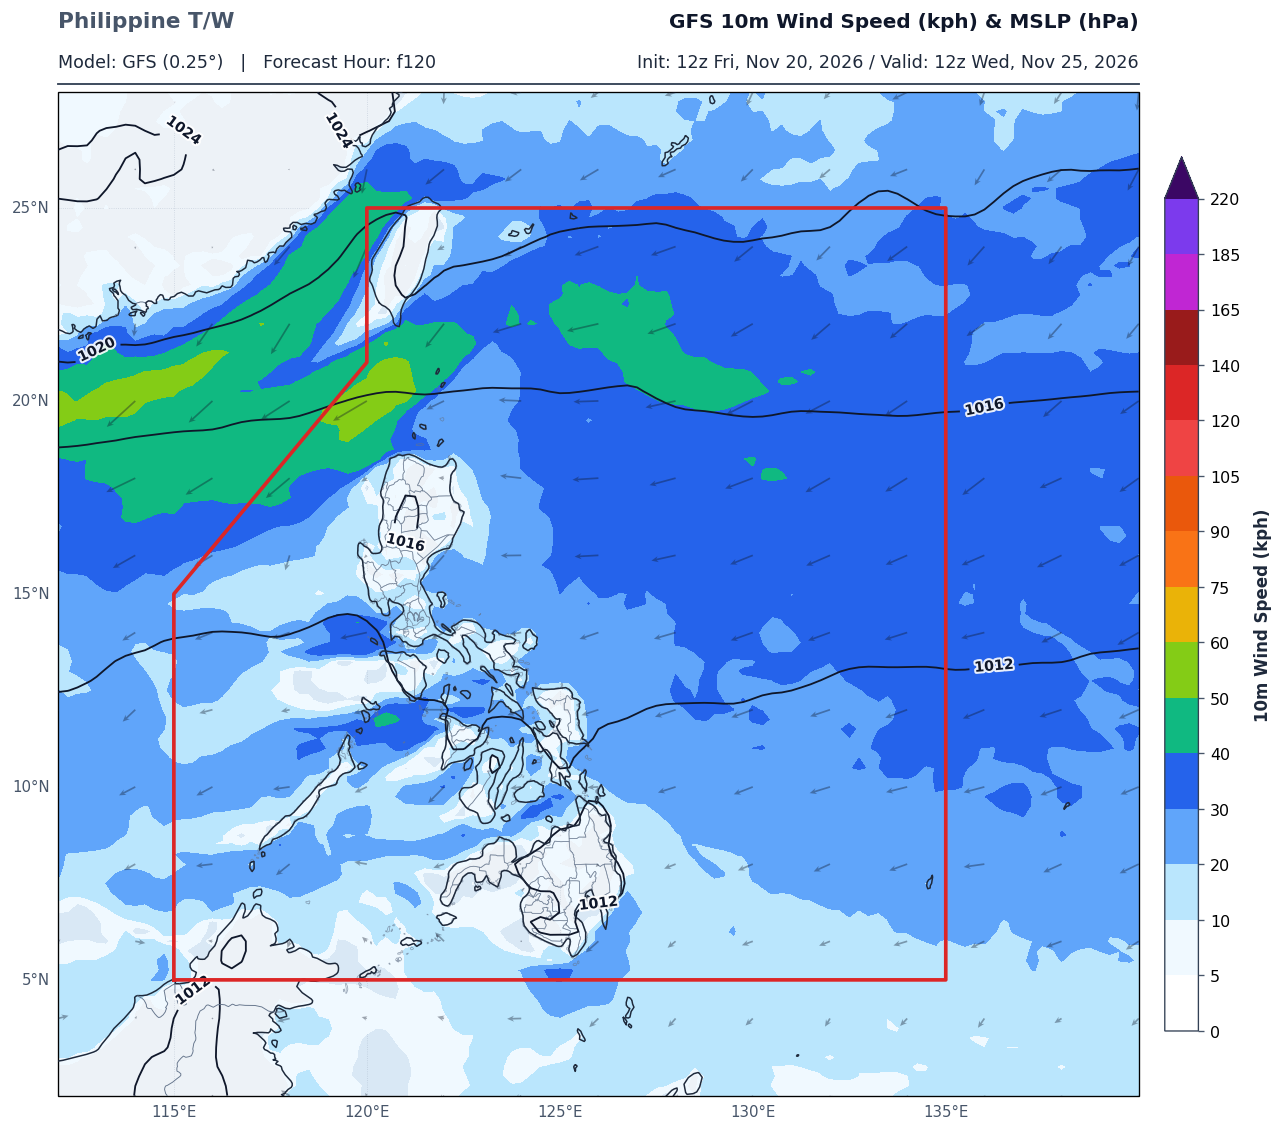 Philippine T/W
GFS 10m Wind Speed (kph) & MSLP (hPa)
Model: GFS (0.25°)   |   Forecast Hour: f120
Init: 12z Fri, Nov 20, 2026 / Valid: 12z Wed, Nov 25, 2026
1024
1024
25°N
1020
20°N
1016
1016
15°N
1012
10°N
1012
5°N
1012
115°E
120°E
125°E
130°E
135°E
220
185
165
140
120
105
90
75
60
50
40
30
20
10
5
0
10m Wind Speed (kph)